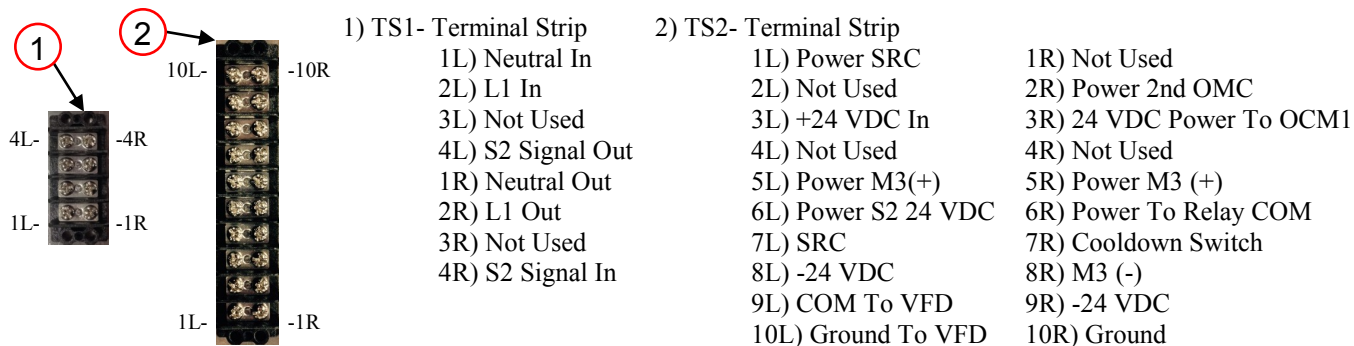 1
2
10L-
-10R
4L-
-4R
1L-
-1R
1L-
-1R
1) TS1- Terminal Strip
1L) Neutral In
2L) L1 In
3L) Not Used
4L) S2 Signal Out
1R) Neutral Out
2R) L1 Out
3R) Not Used
4R) S2 Signal In
2) TS2- Terminal Strip
1L) Power SRC
2L) Not Used
3L) +24 VDC In
4L) Not Used
5L) Power M3(+)
6L) Power S2 24 VDC
7L) SRC
8L) -24 VDC
9L) COM To VFD
10L) Ground To VFD
1R) Not Used
2R) Power 2nd OMC
3R) 24 VDC Power To OCM1
4R) Not Used
5R) Power M3 (+)
6R) Power To Relay COM
7R) Cooldown Switch
8R) M3 (-)
9R) -24 VDC
10R) Ground